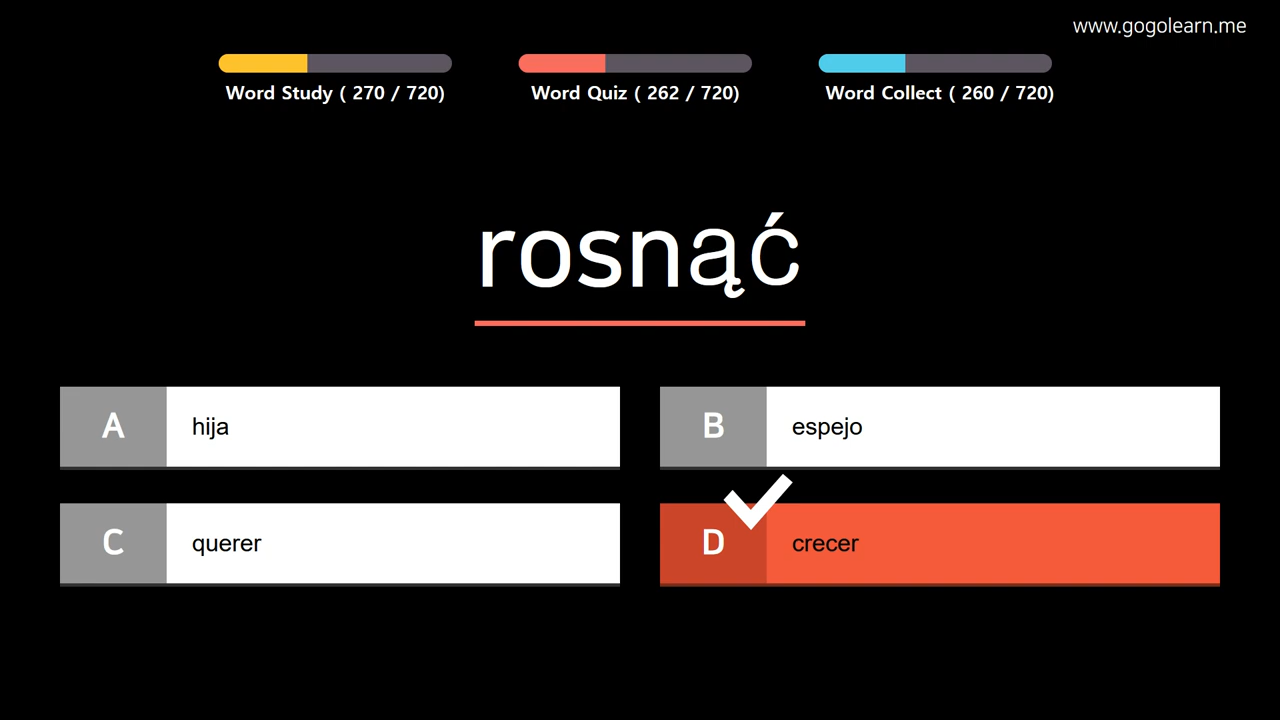 www.gogolearn.me
Word Study ( 270 / 720)
Word Quiz ( 262 / 720)
Word Collect ( 260 / 720)
rosnąć
A hija
B espejo
C querer
D crecer